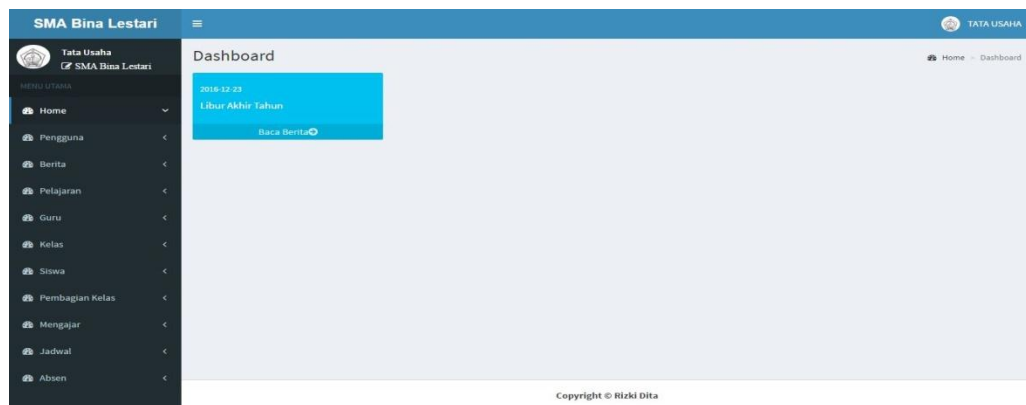 SMA Bina Lestari
TATA USAHA
Tata Usaha
SMA Bina Lestari
MENU UTAMA
Home
Pengguna
Berita
Pelajaran
Guru
Kelas
Siswa
Pembagian Kelas
Mengajar
Jadwal
Absen
Dashboard
Home > Dashboard
2016-12-23
Libur Akhir Tahun
Baca Berita
Copyright © Rizki Dita